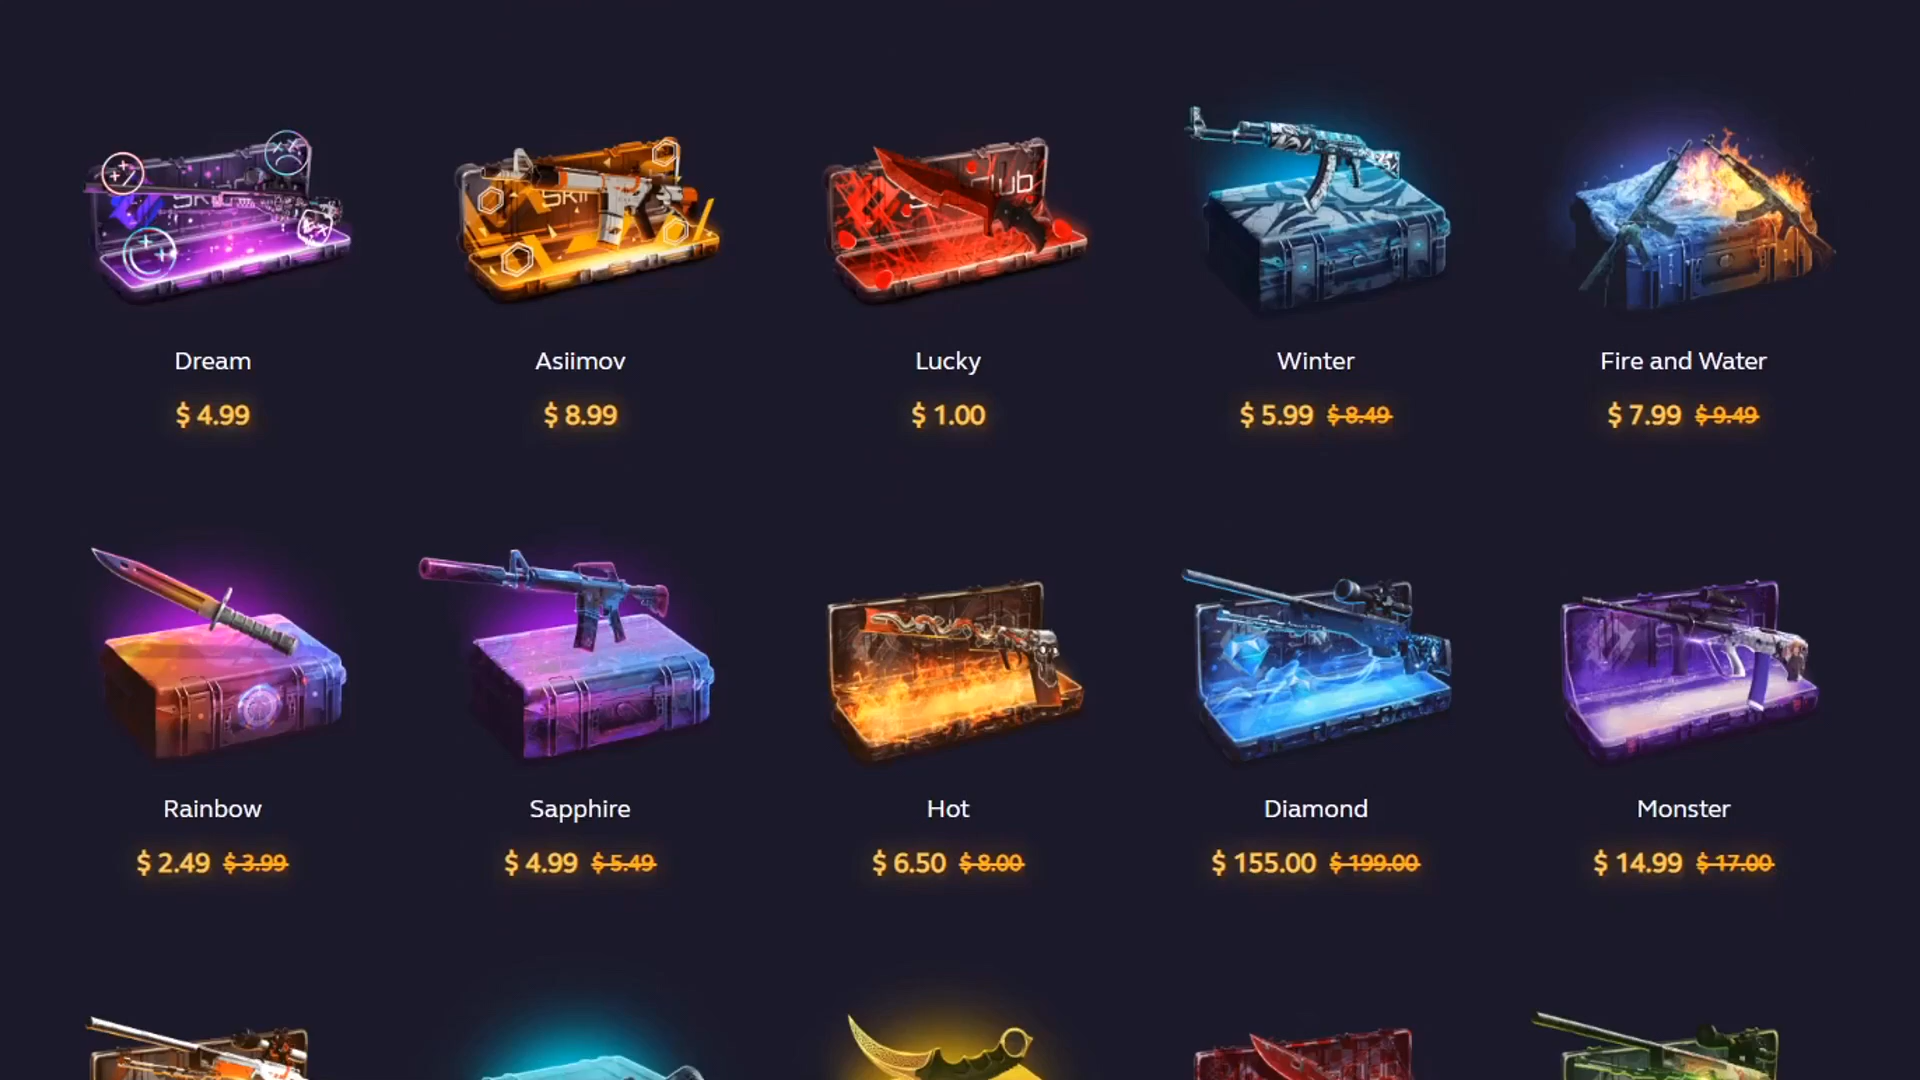 Dream
$ 4.99
Asiimov
$ 8.99
Lucky
$ 1.00
Winter
$ 5.99 $ 8.49
Fire and Water
$ 7.99 $ 9.49
Rainbow
$ 2.49 $ 3.99
Sapphire
$ 4.99 $ 5.49
Hot
$ 6.50 $ 8.00
Diamond
$ 155.00 $ 199.00
Monster
$ 14.99 $ 17.00